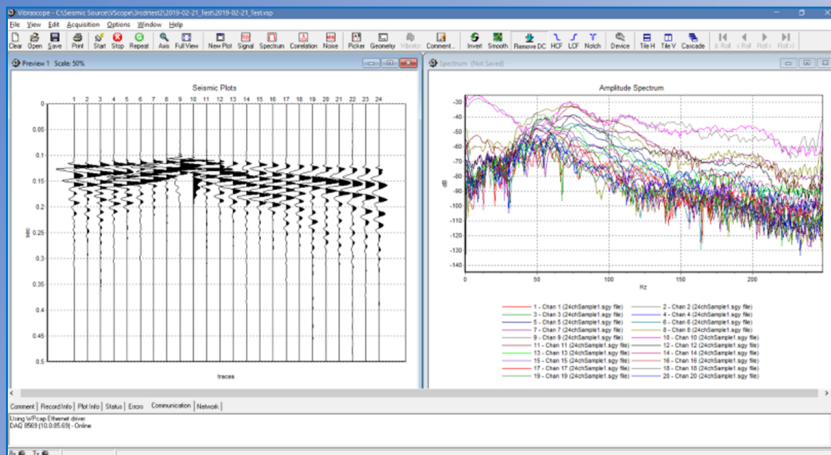 Vibrascope - C:\Seismic Source\VScope\3rcdrtest2\2019-02-21_Test\2019-02-21_Test.vsp
File View Edit Acquisition Options Window Help
Clear Open Save Print Start Stop Repeat Axis Full View New Plot Signal Spectrum Correlation Noise Picker Geometry Vibrator Comment... Invert Smooth Remove DC HCF LCF Notch Device Tile H Tile V Cascade
Preview 1 Scale: 50%
Spectrum (Not Saved)
Seismic Plots
1 2 3 4 5 6 7 8 9 10 11 12 13 14 15 16 17 18 19 20 21 22 23 24
0
0.05
0.1
0.15
0.2
0.25
0.3
0.35
0.4
0.45
0.5
sec
traces
Amplitude Spectrum
-30
-40
-50
-60
-70
-80
-90
-100
-110
-120
-130
-140
dB
0 50 100 150 200
Hz
1 - Chan 1 (24chSample1.sgy file) 2 - Chan 2 (24chSample1.sgy file)
3 - Chan 3 (24chSample1.sgy file) 4 - Chan 4 (24chSample1.sgy file)
5 - Chan 5 (24chSample1.sgy file) 6 - Chan 6 (24chSample1.sgy file)
7 - Chan 7 (24chSample1.sgy file) 8 - Chan 8 (24chSample1.sgy file)
9 - Chan 9 (24chSample1.sgy file) 10 - Chan 10 (24chSample1.sgy file)
11 - Chan 11 (24chSample1.sgy file) 12 - Chan 12 (24chSample1.sgy file)
13 - Chan 13 (24chSample1.sgy file) 14 - Chan 14 (24chSample1.sgy file)
15 - Chan 15 (24chSample1.sgy file) 16 - Chan 16 (24chSample1.sgy file)
17 - Chan 17 (24chSample1.sgy file) 18 - Chan 18 (24chSample1.sgy file)
19 - Chan 19 (24chSample1.sgy file) 20 - Chan 20 (24chSample1.sgy file)
Comment Record Info Plot Info Status Errors Communication Network
Using WPcap Ethernet driver.
DAQ 8569 (10.0.85.69) - Online
Rx Tx